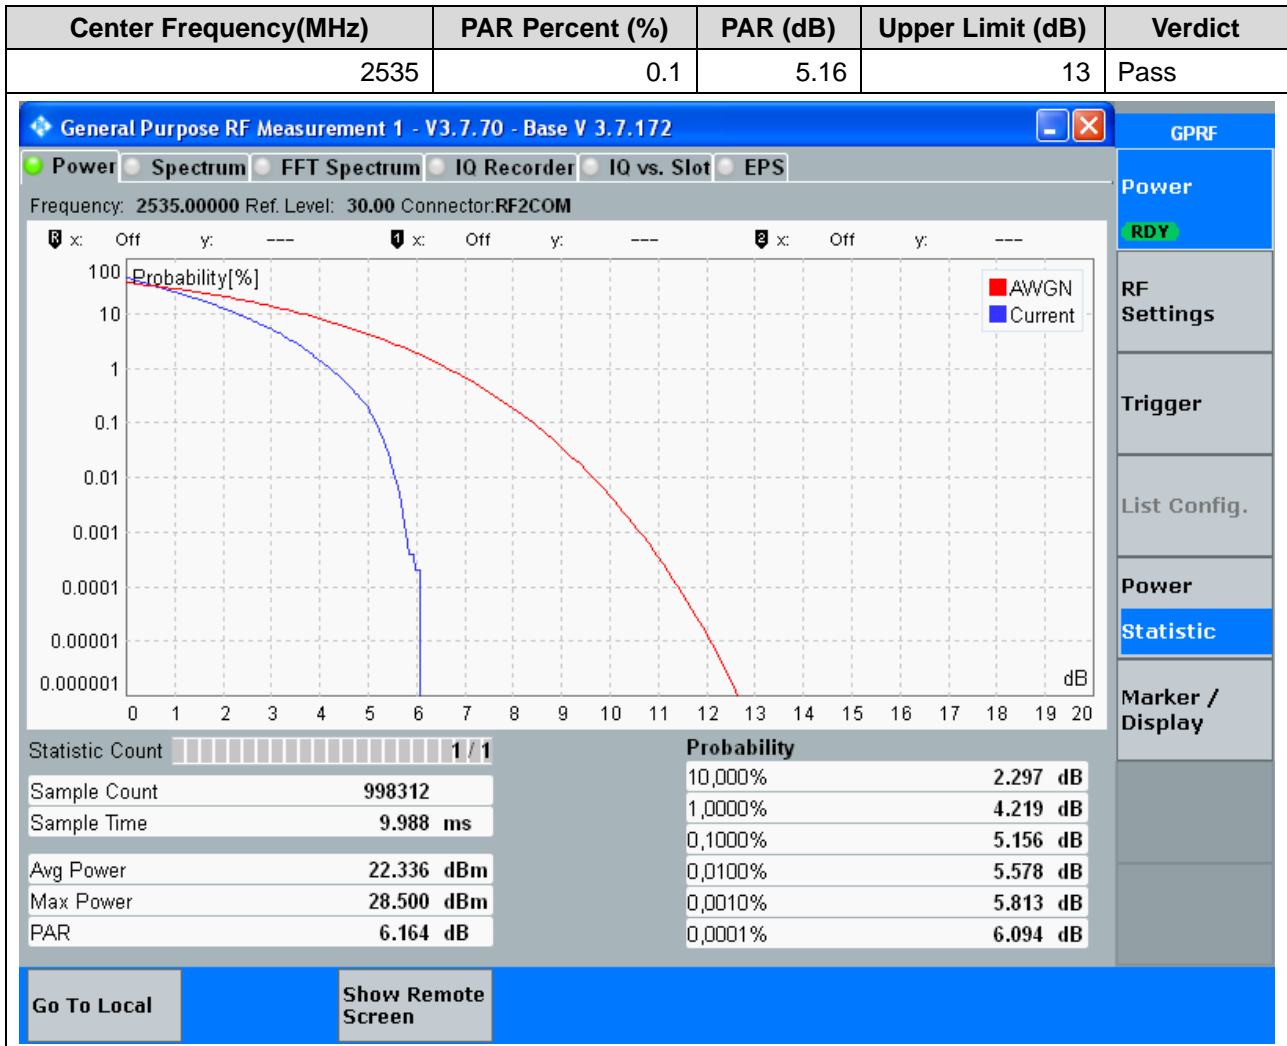 Center Frequency(MHz) PAR Percent (%) PAR (dB) Upper Limit (dB) Verdict
2535 0.1 5.16 13 Pass
General Purpose RF Measurement 1 - V3.7.70 - Base V 3.7.172
GPRF
Power Spectrum FFT Spectrum IQ Recorder IQ vs. Slot EPS
Power
RDY
Frequency: 2535.00000 Ref. Level: 30.00 Connector:RF2COM
R x: Off y: --- 1 x: Off y: --- 2 x: Off y: ---
Probability[%]
AWGN
Current
100
10
1
0.1
0.01
0.001
0.0001
0.00001
0.000001
dB
0 1 2 3 4 5 6 7 8 9 10 11 12 13 14 15 16 17 18 19 20
RF
Settings
Trigger
List Config.
Power
Statistic
Marker /
Display
Statistic Count 1 / 1
Sample Count 998312
Sample Time 9.988 ms
Avg Power 22.336 dBm
Max Power 28.500 dBm
PAR 6.164 dB
Probability
10,000% 2.297 dB
1,0000% 4.219 dB
0,1000% 5.156 dB
0,0100% 5.578 dB
0,0010% 5.813 dB
0,0001% 6.094 dB
Go To Local
Show Remote
Screen